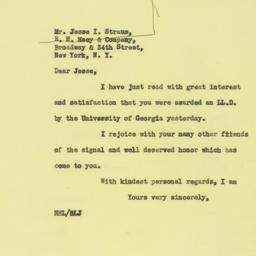 Mr. Jesse I. Straus,
R. H. Macy & Company,
Broadway & 34th Street,
New York, N. Y.
Dear Jesse,
I have just read with great interest
and satisfaction that you were awarded an LL.D.
by the University of Georgia yesterday.
I rejoice with your many other friends
of the signal and well deserved honor which has
come to you.
With kindest personal regards, I am
Yours very sincerely,
HHL/BLJ